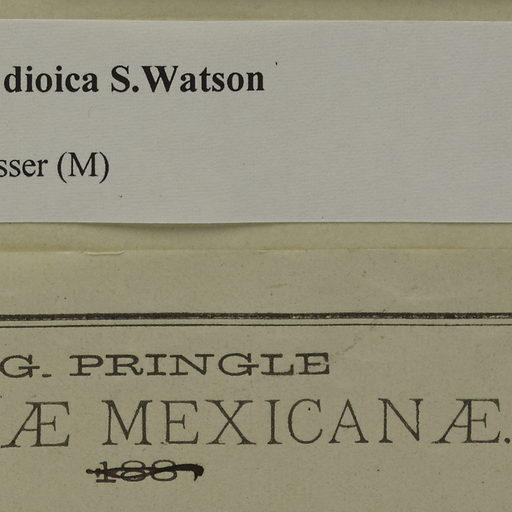 dioica S.Watson
sser (M)
G. PRINGLE
Æ MEXICANÆ.
188